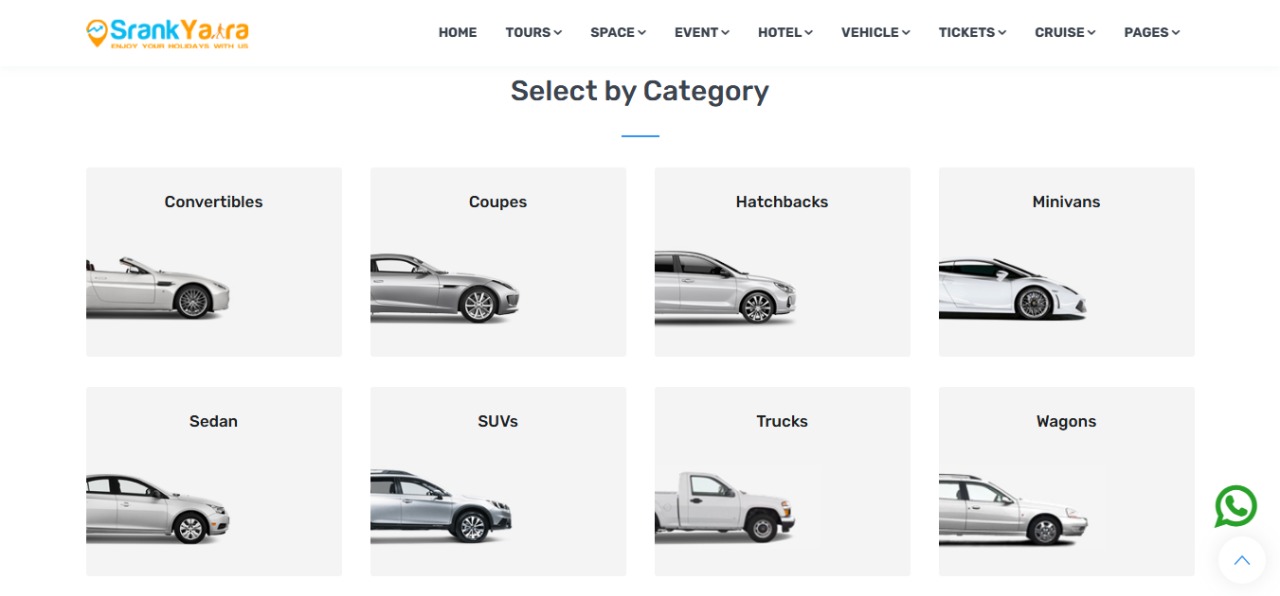 SrankYatra
ENJOY YOUR HOLIDAYS WITH US
HOME TOURS SPACE EVENT HOTEL VEHICLE TICKETS CRUISE PAGES
Select by Category
Convertibles Coupes Hatchbacks Minivans
Sedan SUVs Trucks Wagons